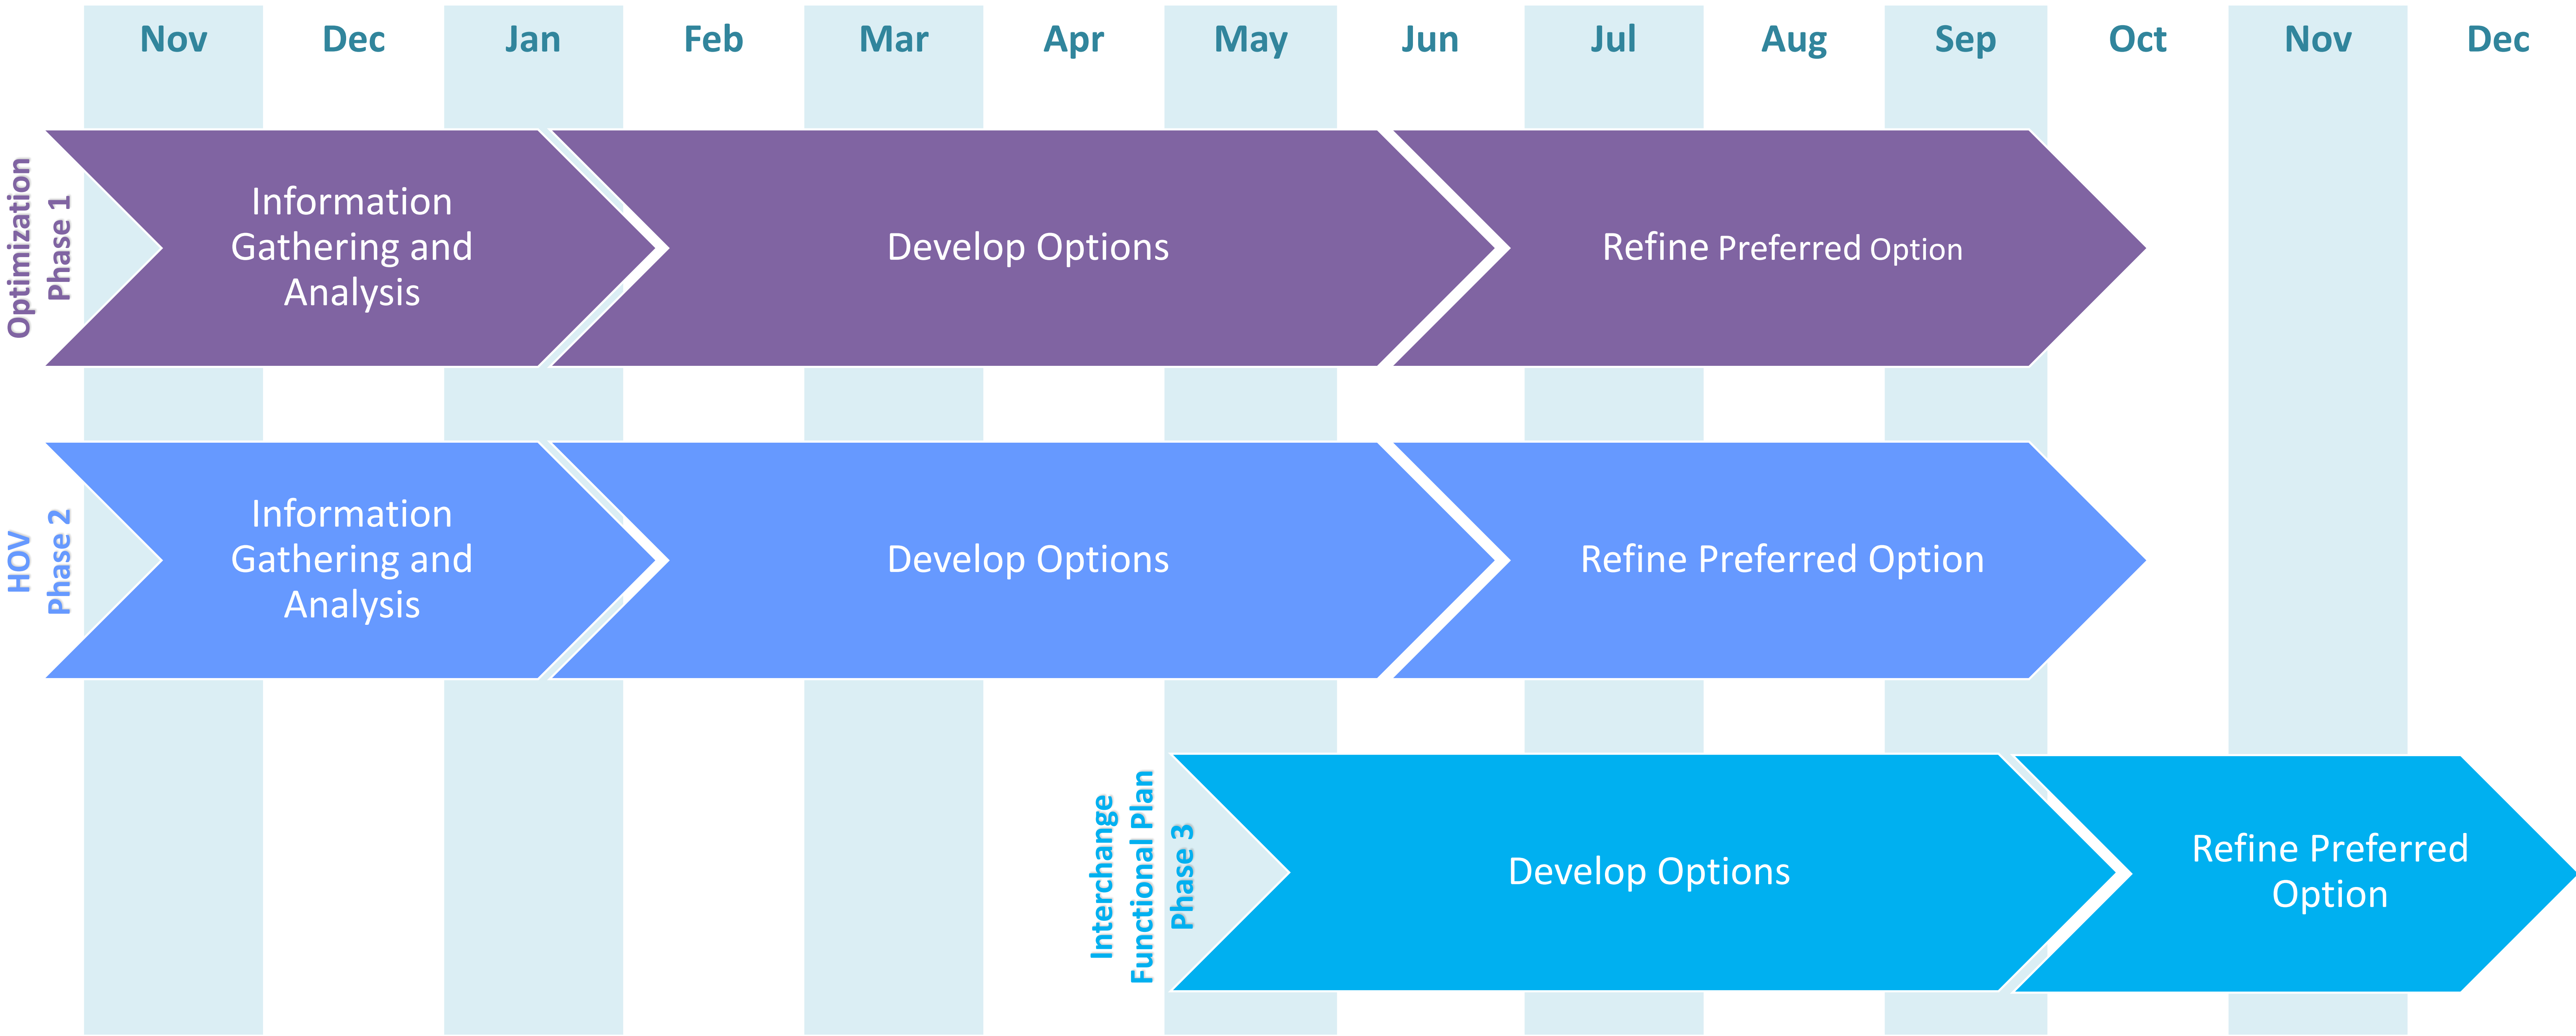 Nov Dec Jan Feb Mar Apr May Jun Jul Aug Sep Oct Nov Dec
Optimization
Phase 1
Information
Gathering and
Analysis
Develop Options
Refine Preferred Option
HOV
Phase 2
Information
Gathering and
Analysis
Develop Options
Refine Preferred Option
Interchange
Functional Plan
Phase 3
Develop Options
Refine Preferred
Option